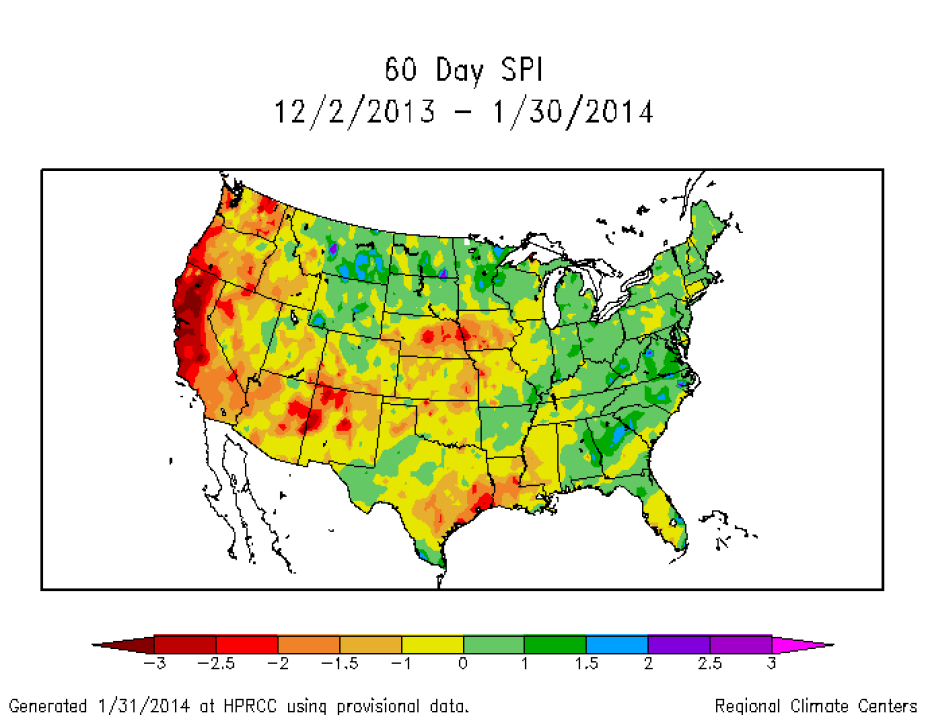 60 Day SPI
12/2/2013 – 1/30/2014
-3 -2.5 -2 -1.5 -1 0 1 1.5 2 2.5 3
Generated 1/31/2014 at HPRCC using provisional data.
Regional Climate Centers